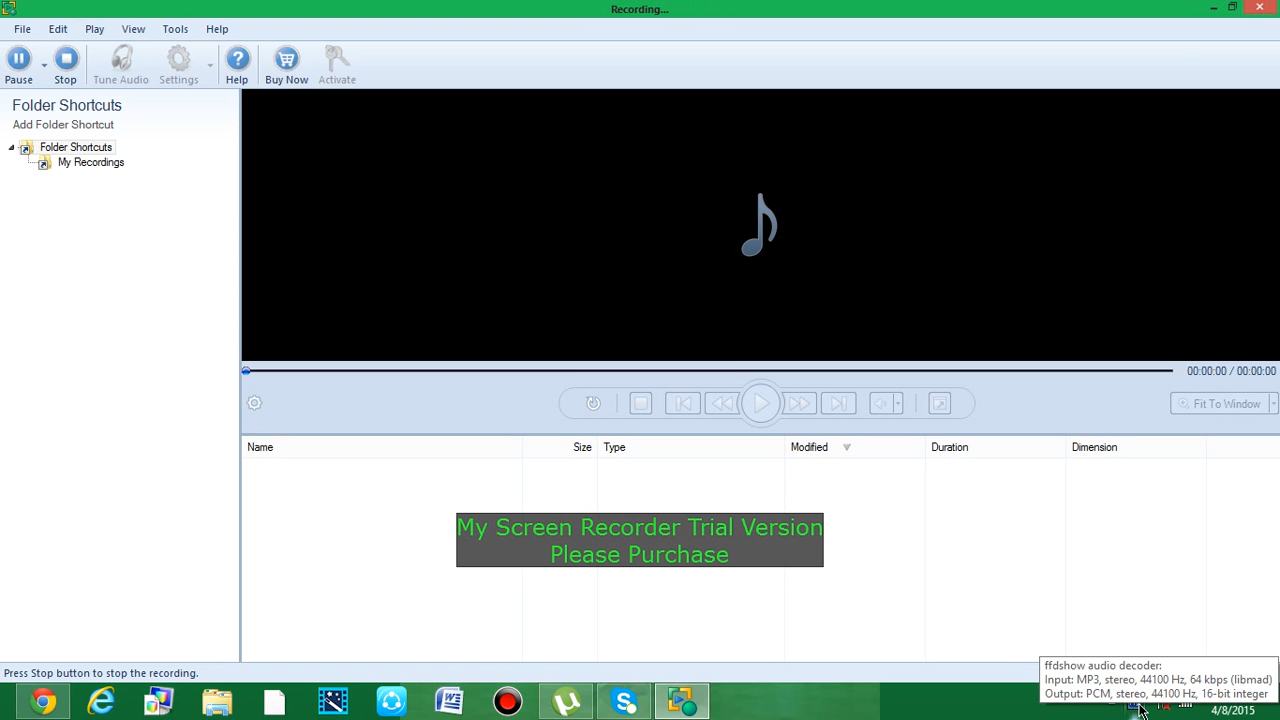 Recording...
File Edit Play View Tools Help
Pause Stop Tune Audio Settings Help Buy Now Activate
Folder Shortcuts
Add Folder Shortcut
Folder Shortcuts
My Recordings
00:00:00 / 00:00:00
Fit To Window
Name Size Type Modified Duration Dimension
My Screen Recorder Trial Version
Please Purchase
Press Stop button to stop the recording.
ffdshow audio decoder:
Input: MP3, stereo, 44100 Hz, 64 kbps (libmad)
Output: PCM, stereo, 44100 Hz, 16-bit integer
4/8/2015